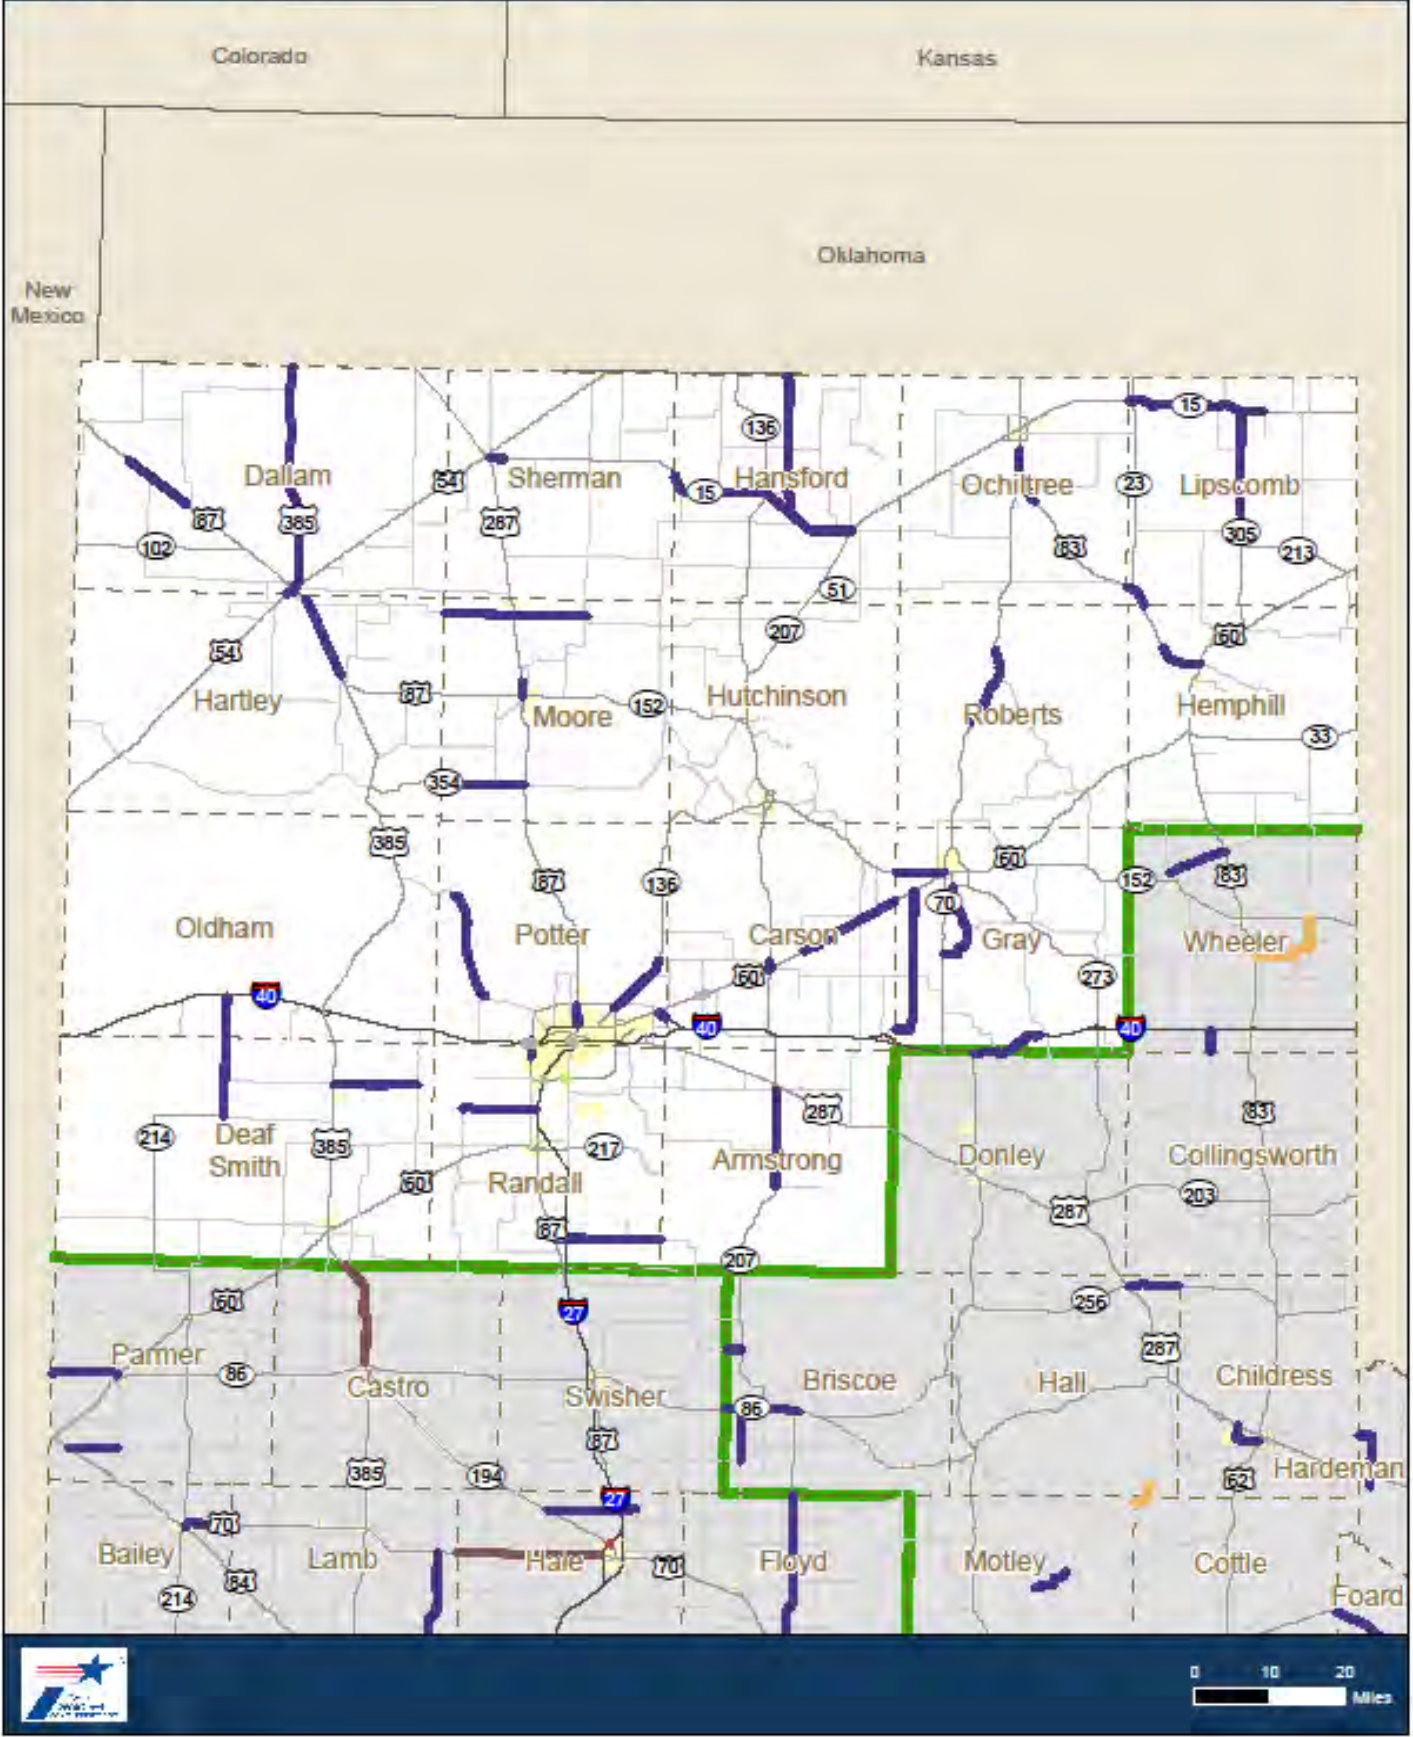 Colorado
Kansas
Oklahoma
New
Mexico
15
136
Dallam
54
Sherman
15
Hansford
Ochiltree
23
Lipscomb
87
385
287
102
83
305
213
51
207
60
54
87
Hartley
152
Hutchinson
Moore
Roberts
Hemphill
33
354
385
60
87
136
152
83
70
Oldham
Potter
Carson
Gray
Wheeler
60
273
40
40
40
287
83
214
Deaf
Smith
385
217
Armstrong
Donley
Collingsworth
60
Randall
203
287
87
207
60
27
256
287
Parmer
86
Castro
Swisher
Briscoe
Hall
Childress
86
87
385
194
62
Hardeman
27
70
Bailey
Lamb
Hale
70
Floyd
Motley
Cottle
84
214
Foard
0 10 20
Miles